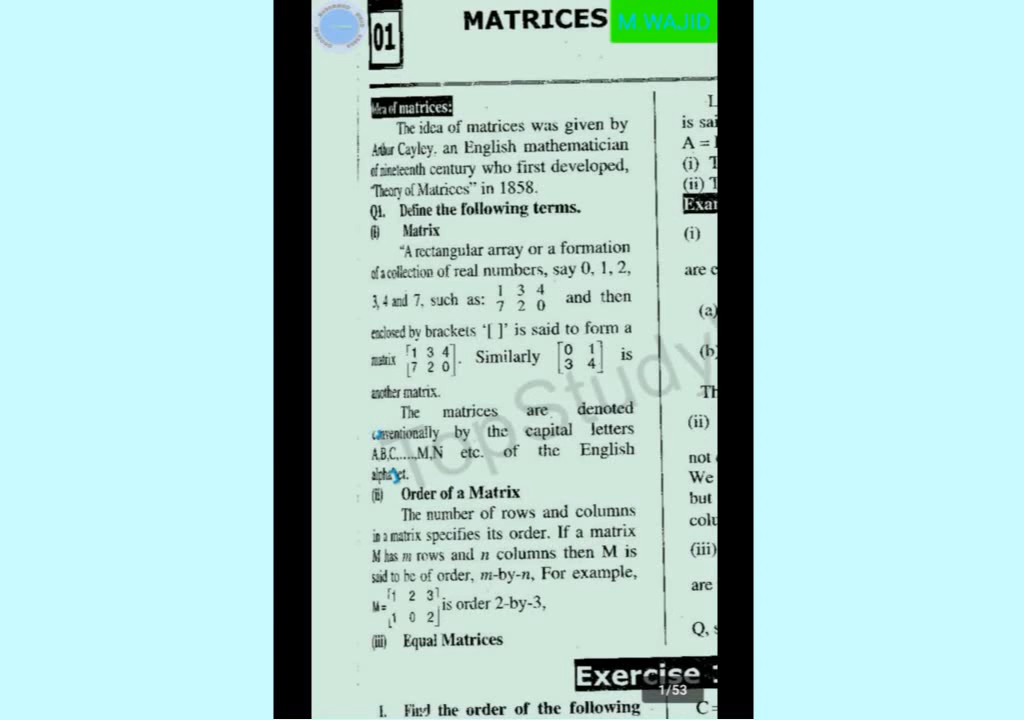 01
MATRICES
M.WAJID
Idea of matrices:
The idea of matrices was given by
Arthur Cayley, an English mathematician
of nineteenth century who first developed,
"Theory of Matrices" in 1858.
Q1. Define the following terms.
(i) Matrix
"A rectangular array or a formation
of a collection of real numbers, say 0, 1, 2,
3, 4 and 7, such as: 1 3 4 and then
7 2 0
enclosed by brackets '[ ]' is said to form a
matrix [1 3 4]. Similarly [0 1] is
[7 2 0] [3 4]
another matrix.
The matrices are denoted
conventionally by the capital letters
A,B,C,....,M,N etc. of the English
alphabet.
(ii) Order of a Matrix
The number of rows and columns
in a matrix specifies its order. If a matrix
M has m rows and n columns then M is
said to be of order, m-by-n, For example,
M= [1 2 3] is order 2-by-3,
[1 0 2]
(iii) Equal Matrices
is sai
A =
(i)
(ii)
Exar
(i)
are
(a)
(b)
(ii)
not
We
but
colu
(iii)
are
Q,
Exercise
1/53
1. Find the order of the following
C=
TopStudy